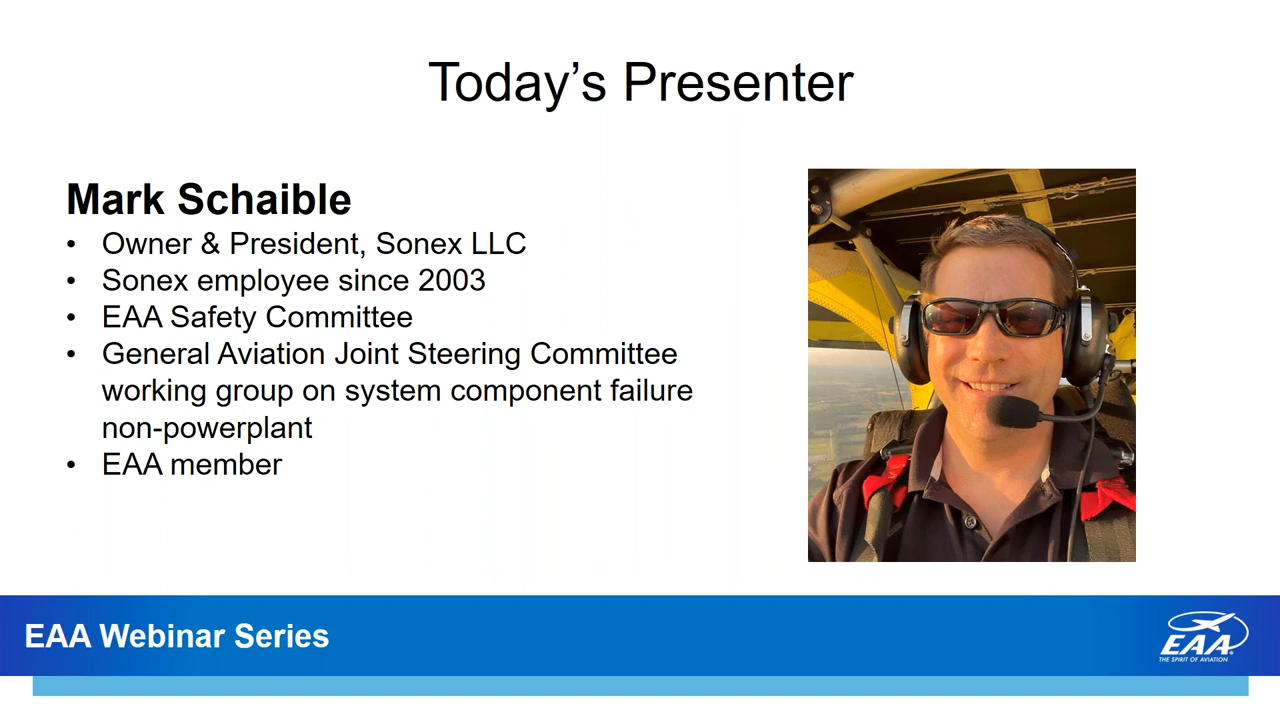 Today’s Presenter
Mark Schaible
• Owner & President, Sonex LLC
• Sonex employee since 2003
• EAA Safety Committee
• General Aviation Joint Steering Committee
working group on system component failure
non-powerplant
• EAA member
EAA Webinar Series
EAA
THE SPIRIT OF AVIATION